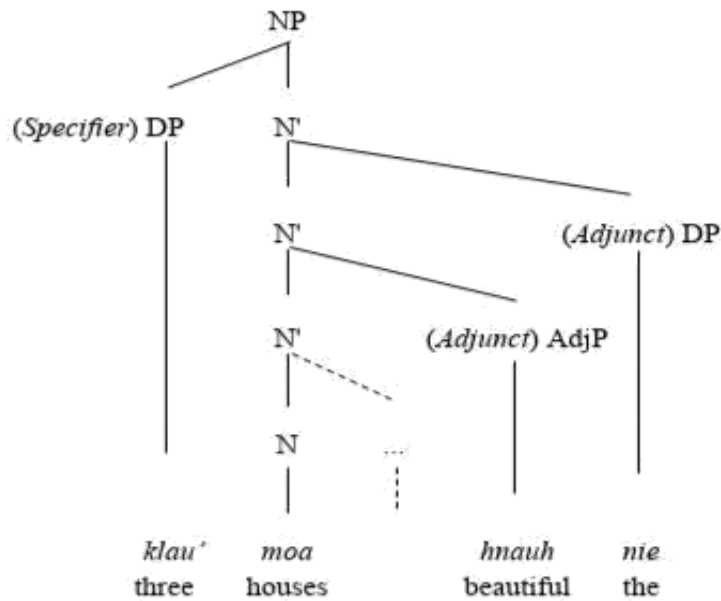 NP
(Specifier) DP N'
N' (Adjunct) DP
N' (Adjunct) AdjP
N ...
klau´ moa hnauh nie
three houses beautiful the